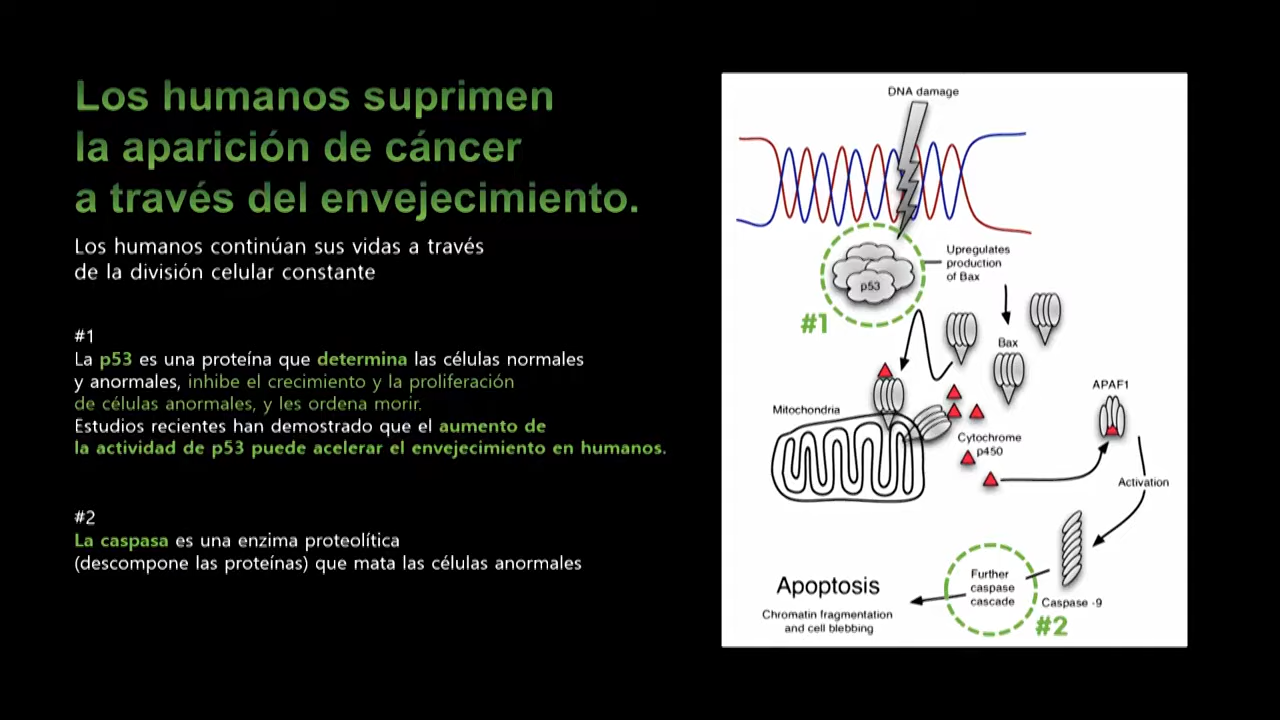 Los humanos suprimen
la aparición de cáncer
a través del envejecimiento.
Los humanos continúan sus vidas a través
de la división celular constante
#1
La p53 es una proteína que determina las células normales
y anormales, inhibe el crecimiento y la proliferación
de células anormales, y les ordena morir.
Estudios recientes han demostrado que el aumento de
la actividad de p53 puede acelerar el envejecimiento en humanos.
#2
La caspasa es una enzima proteolítica
(descompone las proteínas) que mata las células anormales
DNA damage
p53
Upregulates
production
of Bax
#1
Bax
Mitochondria
Cytochrome
p450
APAF1
Activation
Caspase -9
Further
caspase
cascade
#2
Apoptosis
Chromatin fragmentation
and cell blebbing